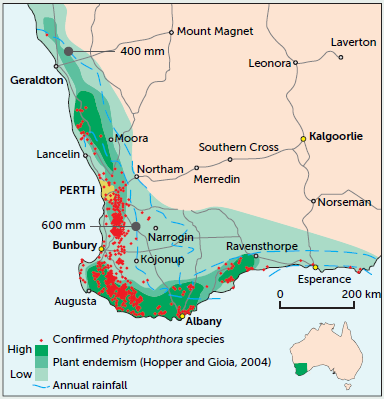 Mount Magnet
Laverton
400 mm
Leonora
Geraldton
Moora
Kalgoorlie
Southern Cross
Lancelin
Northam
Merredin
PERTH
Norseman
600 mm
Narrogin
Bunbury
Ravensthorpe
Kojonup
Esperance
Augusta
0 200 km
Albany
Confirmed Phytophthora species
High
Plant endemism (Hopper and Gioia, 2004)
Low
Annual rainfall